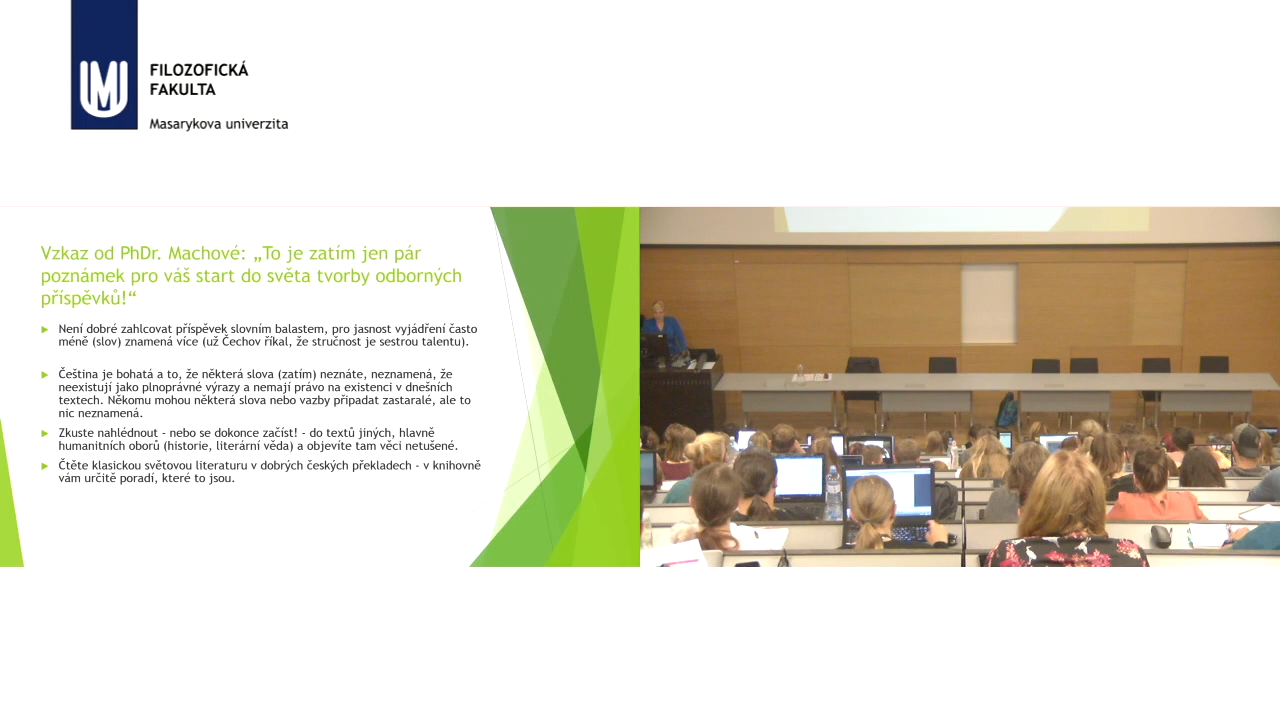 FILOZOFICKÁ
FAKULTA
Masarykova univerzita
Vzkaz od PhDr. Machové: „To je zatím jen pár
poznámek pro váš start do světa tvorby odborných
příspěvků!“
Není dobré zahlcovat příspěvek slovním balastem, pro jasnost vyjádření často
méně (slov) znamená více (už Čechov říkal, že stručnost je sestrou talentu).
Čeština je bohatá a to, že některá slova (zatím) neznáte, neznamená, že
neexistují jako plnoprávné výrazy a nemají právo na existenci v dnešních
textech. Někomu mohou některá slova nebo vazby připadat zastaralé, ale to
nic neznamená.
Zkuste nahlédnout - nebo se dokonce začíst! - do textů jiných, hlavně
humanitních oborů (historie, literární věda) a objevíte tam věci netušené.
Čtěte klasickou světovou literaturu v dobrých českých překladech - v knihovně
vám určitě poradí, které to jsou.